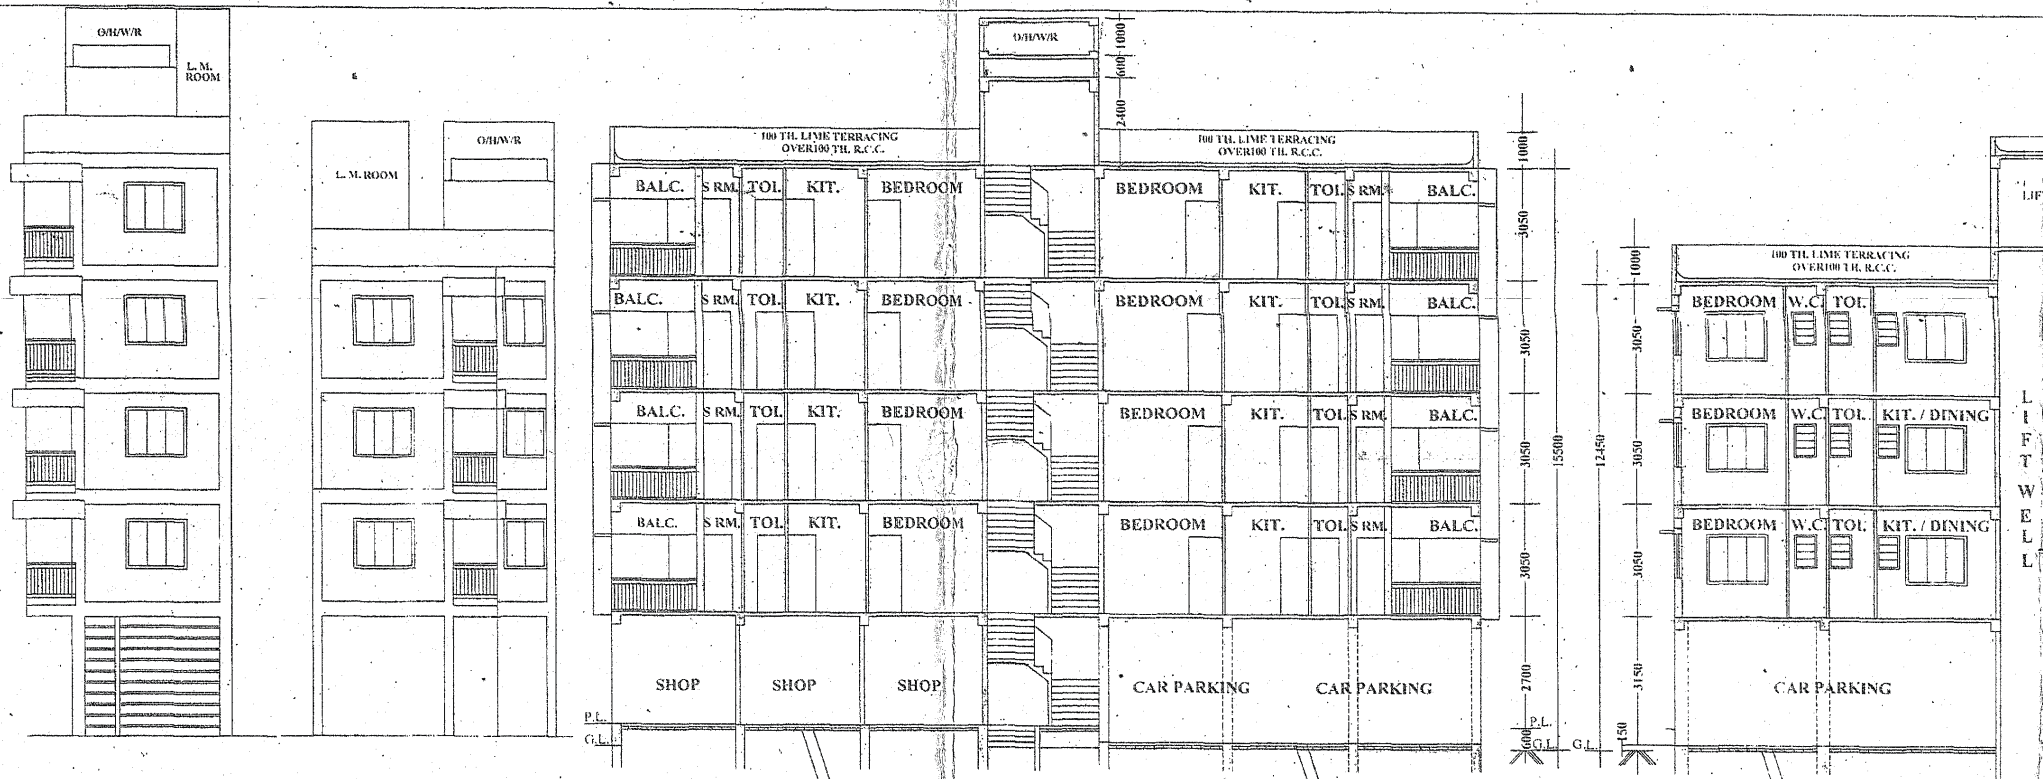 O/H/W/R
L. M.
ROOM
L. M. ROOM
O/H/W/R
O/H/W/R
1000
600
2400
100 TH. LIME TERRACING
OVER100 TH. R.C.C.
100 TH. LIME TERRACING
OVER100 TH. R.C.C.
BALC. S RM. TOI. KIT. BEDROOM
BEDROOM KIT. TOI. S RM. BALC.
BALC. S RM. TOI. KIT. BEDROOM
BEDROOM KIT. TOI. S RM. BALC.
BALC. S RM. TOI. KIT. BEDROOM
BEDROOM KIT. TOI. S RM. BALC.
BALC. S RM. TOI. KIT. BEDROOM
BEDROOM KIT. TOI. S RM. BALC.
SHOP SHOP SHOP
CAR PARKING CAR PARKING
P.L.
G.L.
1000
3050
3050
3050
3050
2700
600
15500
P.L.
G.L.
12450
G.L.
1000
3050
3050
3050
3150
150
100 TH. LIME TERRACING
OVER100 TH. R.C.C.
BEDROOM W.C. TOI.
BEDROOM W.C. TOI. KIT. / DINING
BEDROOM W.C. TOI. KIT. / DINING
CAR PARKING
LIFT WELL